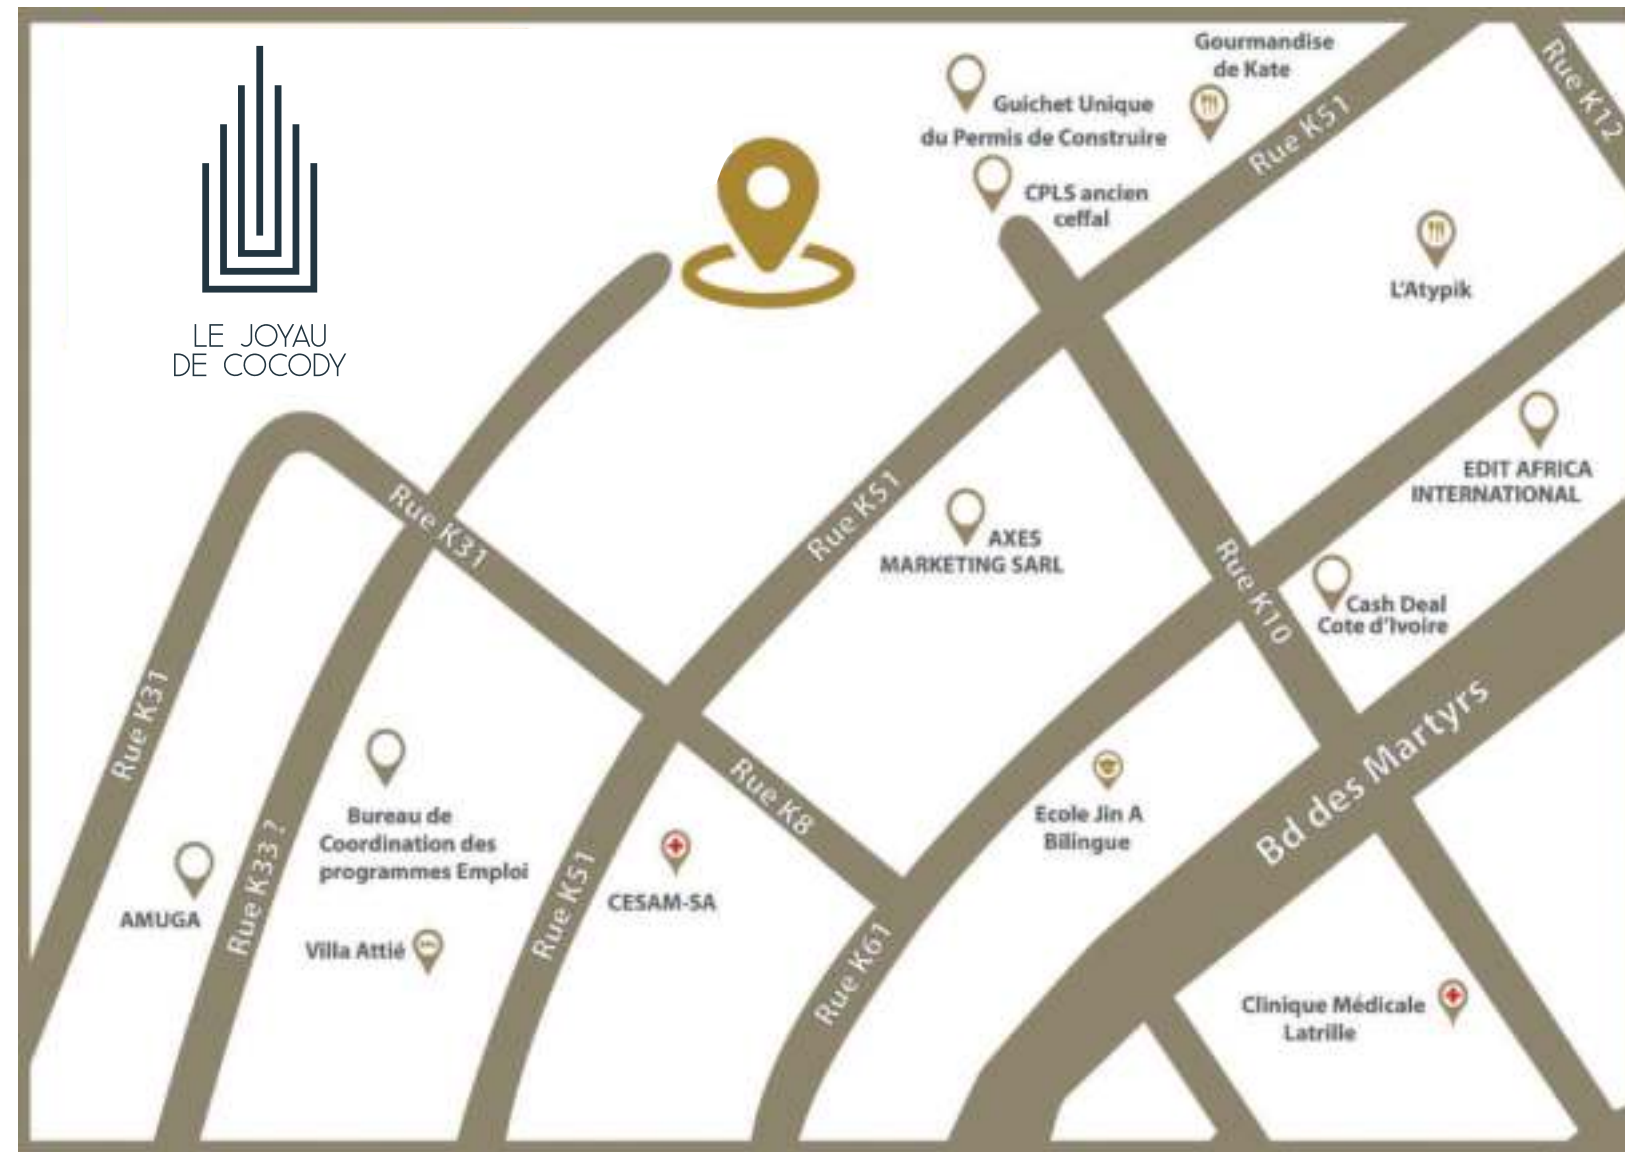 LE JOYAU
DE COCODY
Gourmandise
de Kate
Guichet Unique
du Permis de Construire
CPLS ancien
ceffal
Rue K51
Rue K12
L'Atypik
EDIT AFRICA
INTERNATIONAL
Rue K31
Rue K51
AXES
MARKETING SARL
Rue K10
Cash Deal
Cote d'Ivoire
Rue K31
Bd des Martyrs
Bureau de
Coordination des
programmes Emploi
Rue K8
Ecole Jin A
Bilingue
AMUGA
Rue K33 ?
Villa Attié
Rue K51
CESAM-SA
Rue K61
Clinique Médicale
Latrille